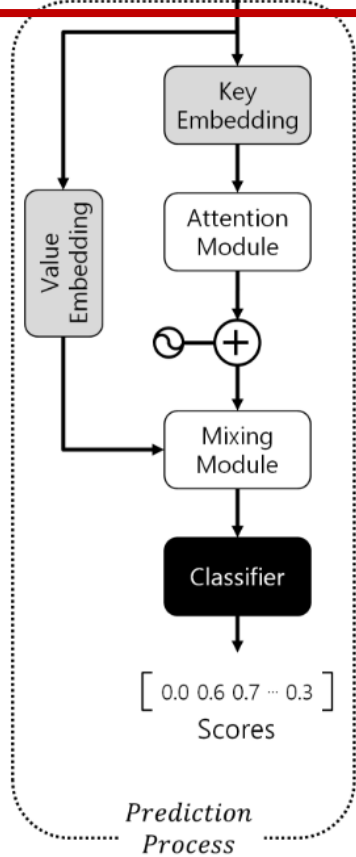 Key
Embedding
Value
Embedding
Attention
Module
Mixing
Module
Classifier
[ 0.0 0.6 0.7 ··· 0.3 ]
Scores
Prediction
Process